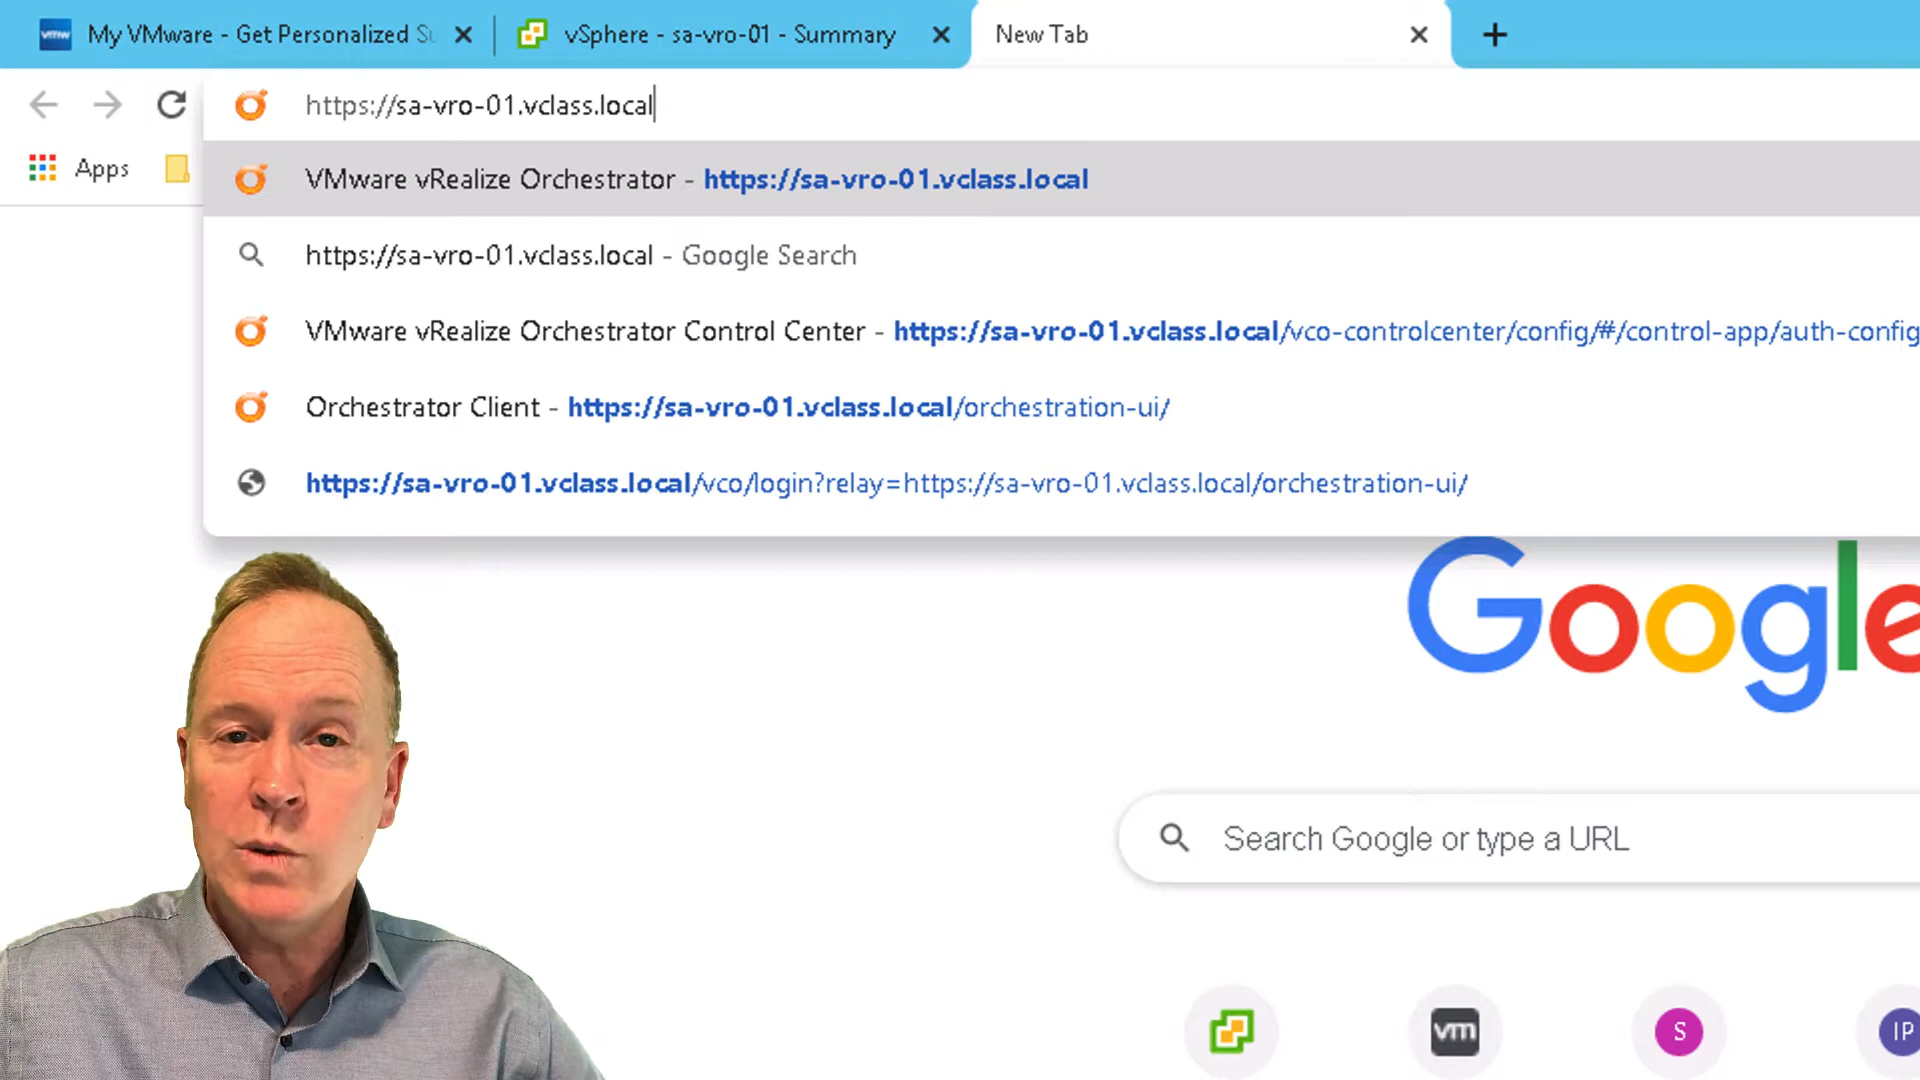 vmw My VMware - Get Personalized Su
vSphere - sa-vro-01 - Summary
New Tab
https://sa-vro-01.vclass.local
Apps
VMware vRealize Orchestrator - https://sa-vro-01.vclass.local
https://sa-vro-01.vclass.local - Google Search
VMware vRealize Orchestrator Control Center - https://sa-vro-01.vclass.local/vco-controlcenter/config/#/control-app/auth-config
Orchestrator Client - https://sa-vro-01.vclass.local/orchestration-ui/
https://sa-vro-01.vclass.local/vco/login?relay=https://sa-vro-01.vclass.local/orchestration-ui/
Google
Search Google or type a URL
vm S IP